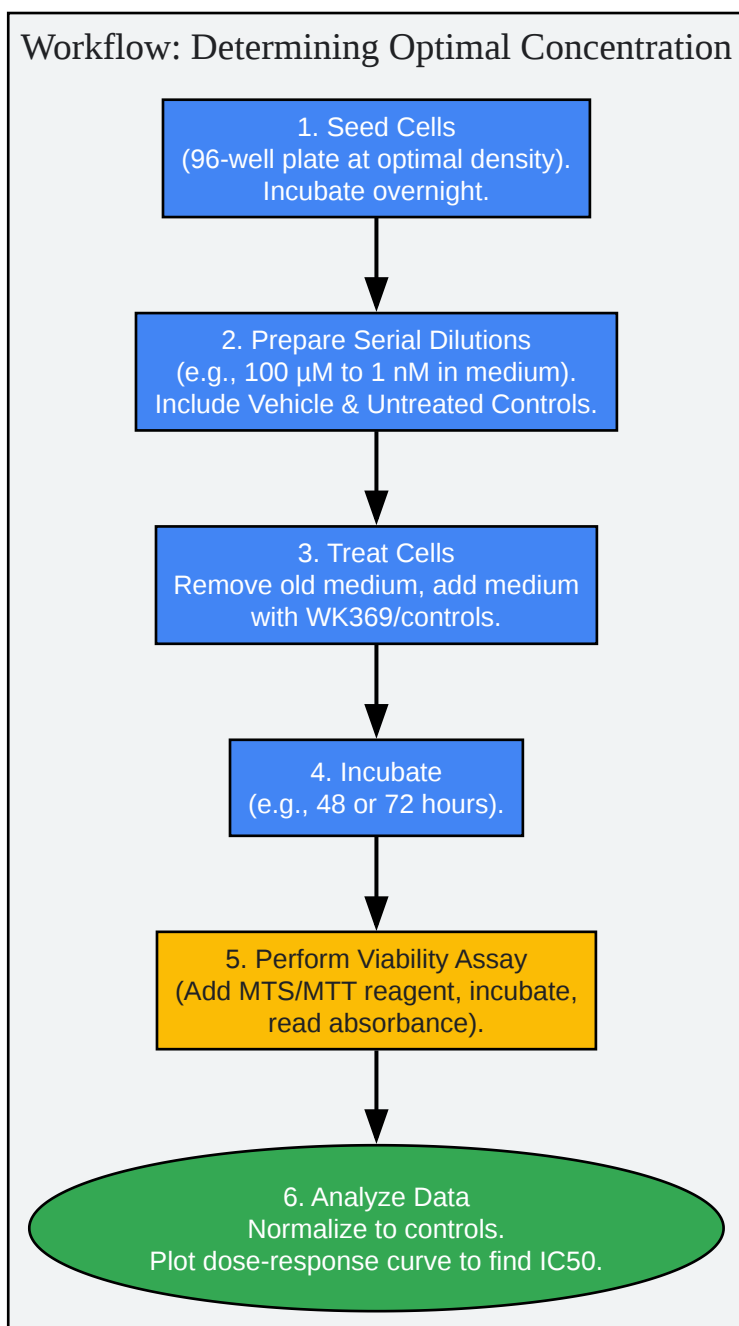 Workflow: Determining Optimal Concentration
1. Seed Cells
(96-well plate at optimal density).
Incubate overnight.
2. Prepare Serial Dilutions
(e.g., 100 µM to 1 nM in medium).
Include Vehicle & Untreated Controls.
3. Treat Cells
Remove old medium, add medium
with WK369/controls.
4. Incubate
(e.g., 48 or 72 hours).
5. Perform Viability Assay
(Add MTS/MTT reagent, incubate,
read absorbance).
6. Analyze Data
Normalize to controls.
Plot dose-response curve to find IC50.